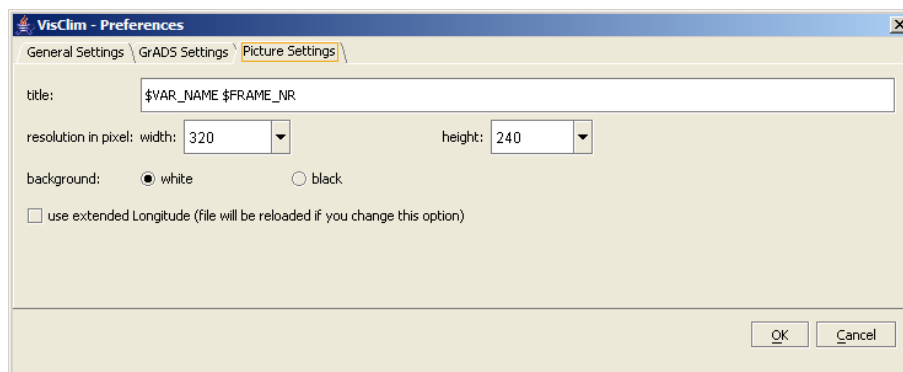 VisClim - Preferences
General Settings GrADS Settings Picture Settings
title: $VAR_NAME $FRAME_NR
resolution in pixel: width: 320 height: 240
background: white black
use extended Longitude (file will be reloaded if you change this option)
OK Cancel